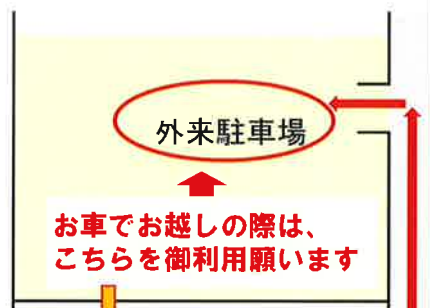 外来駐車場
お車でお越しの際は、
こちらを御利用願います